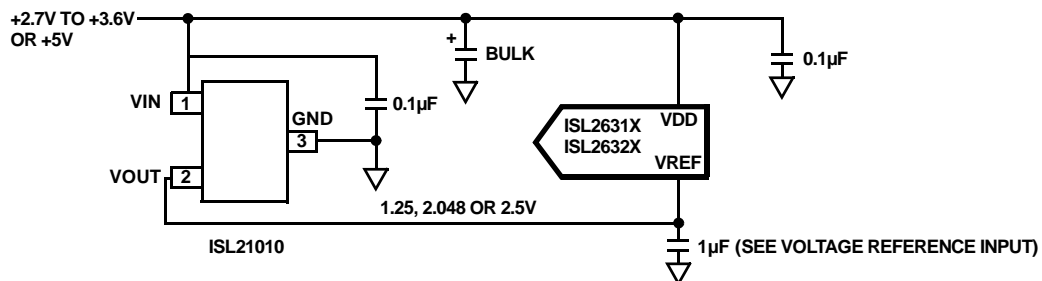 +2.7V TO +3.6V
OR +5V
+
BULK
0.1µF
VIN
1
0.1µF
GND
3
ISL2631X
VDD
ISL2632X
VREF
VOUT
2
1.25, 2.048 OR 2.5V
ISL21010
1µF (SEE VOLTAGE REFERENCE INPUT)